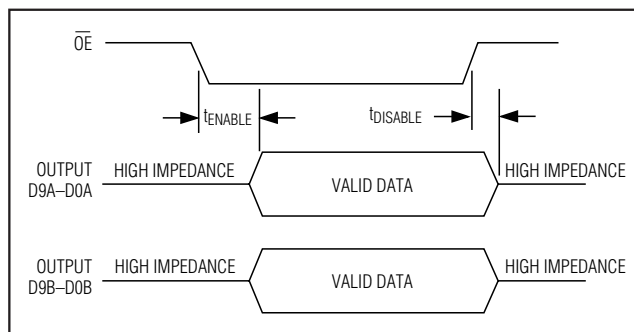 OE
tENABLE
tDISABLE
OUTPUT
D9A–D0A
HIGH IMPEDANCE
VALID DATA
HIGH IMPEDANCE
OUTPUT
D9B–D0B
HIGH IMPEDANCE
VALID DATA
HIGH IMPEDANCE